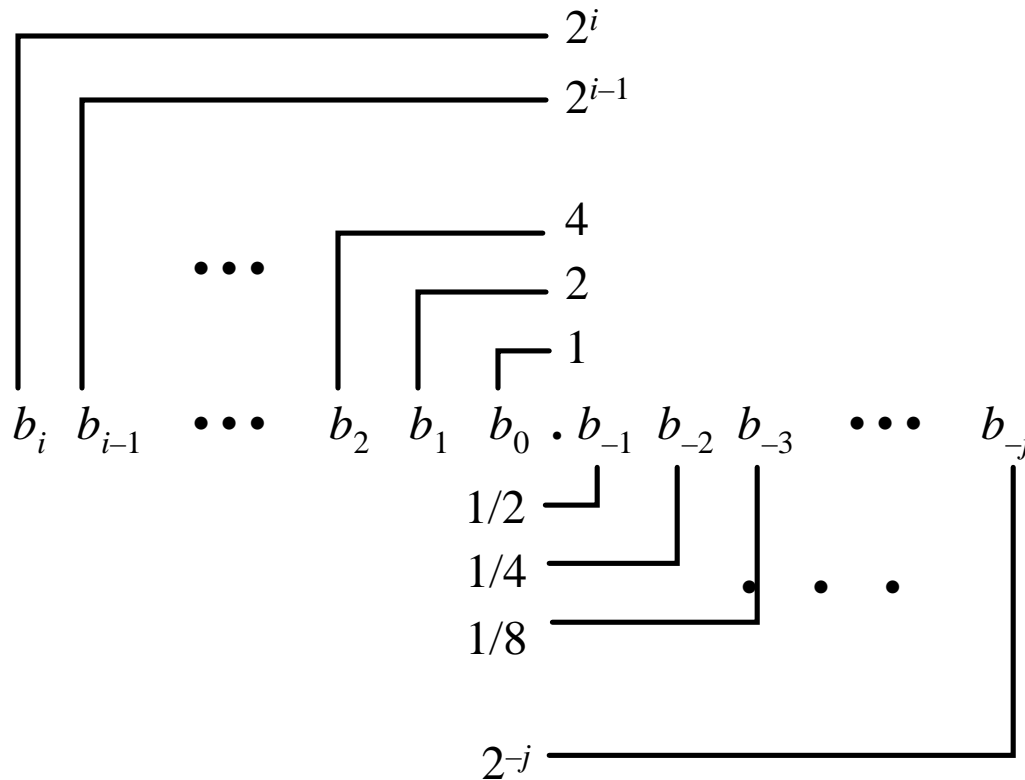 2^i
2^{i–1}
4
2
1
b_i b_{i–1} ••• b_2 b_1 b_0 . b_{–1} b_{–2} b_{–3} ••• b_{–j}
1/2
1/4
1/8
2^{–j}